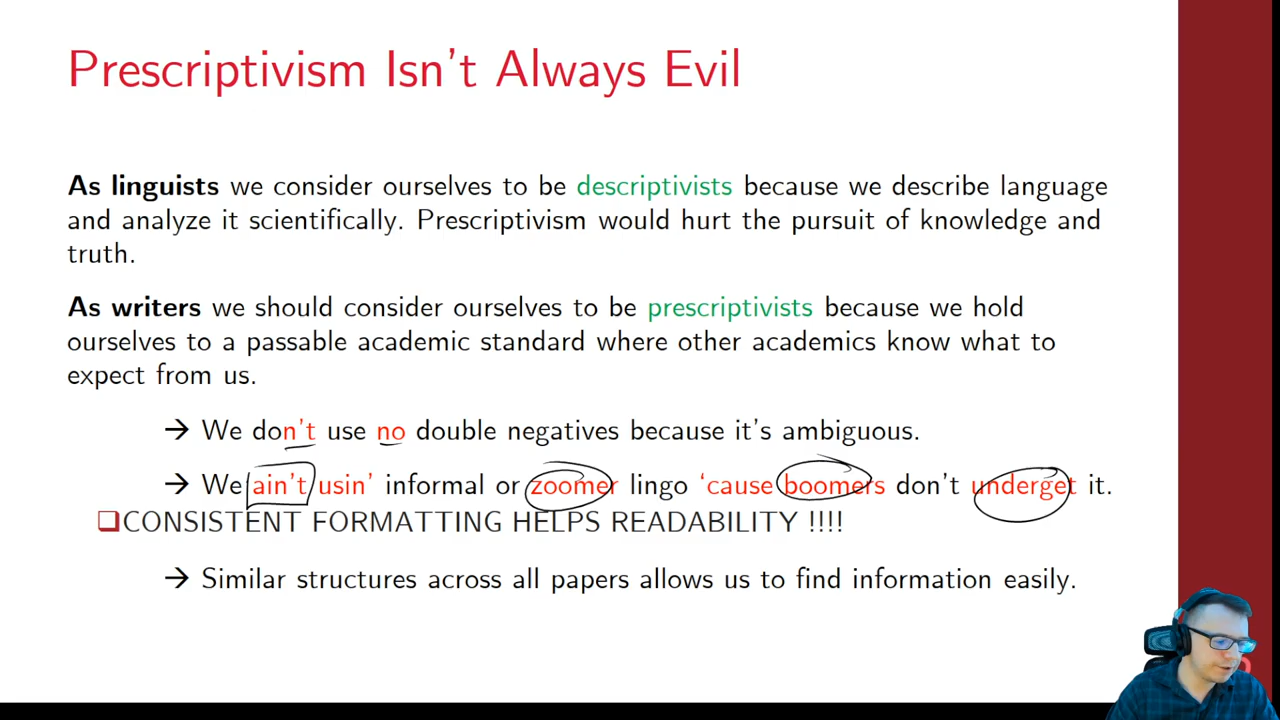 Prescriptivism Isn't Always Evil
As linguists we consider ourselves to be descriptivists because we describe language
and analyze it scientifically. Prescriptivism would hurt the pursuit of knowledge and
truth.
As writers we should consider ourselves to be prescriptivists because we hold
ourselves to a passable academic standard where other academics know what to
expect from us.
→ We don't use no double negatives because it's ambiguous.
→ We ain't usin' informal or zoomer lingo 'cause boomers don't underget it.
❑CONSISTENT FORMATTING HELPS READABILITY !!!!
→ Similar structures across all papers allows us to find information easily.